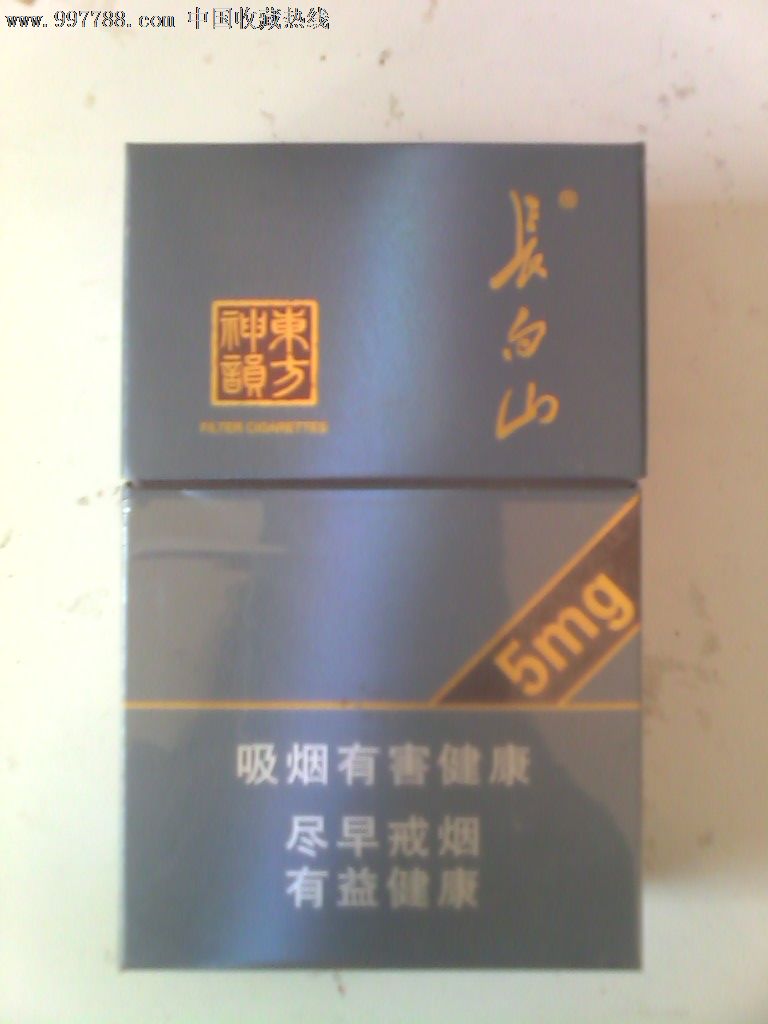 www.997788.com 中国收藏热线
長白山®
東方
神韻
FILTER CIGARETTES
5mg
吸烟有害健康
尽早戒烟
有益健康